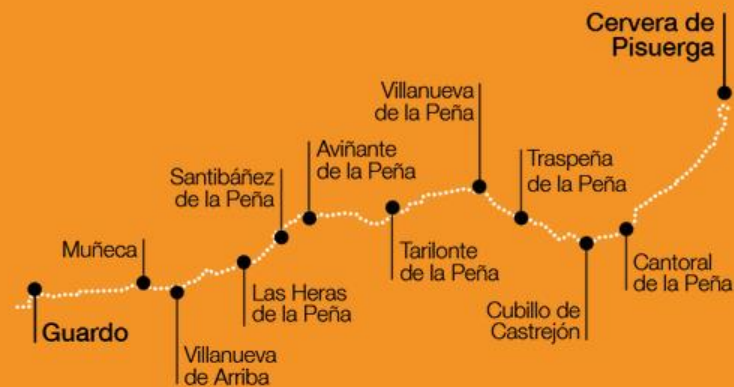 Cervera de
Pisuerga
Villanueva
de la Peña
Aviñante
de la Peña
Traspeña
de la Peña
Santibáñez
de la Peña
Muñeca
Tarilonte
de la Peña
Cantoral
de la Peña
Las Heras
de la Peña
Cubillo de
Castrejón
Guardo
Villanueva
de Arriba